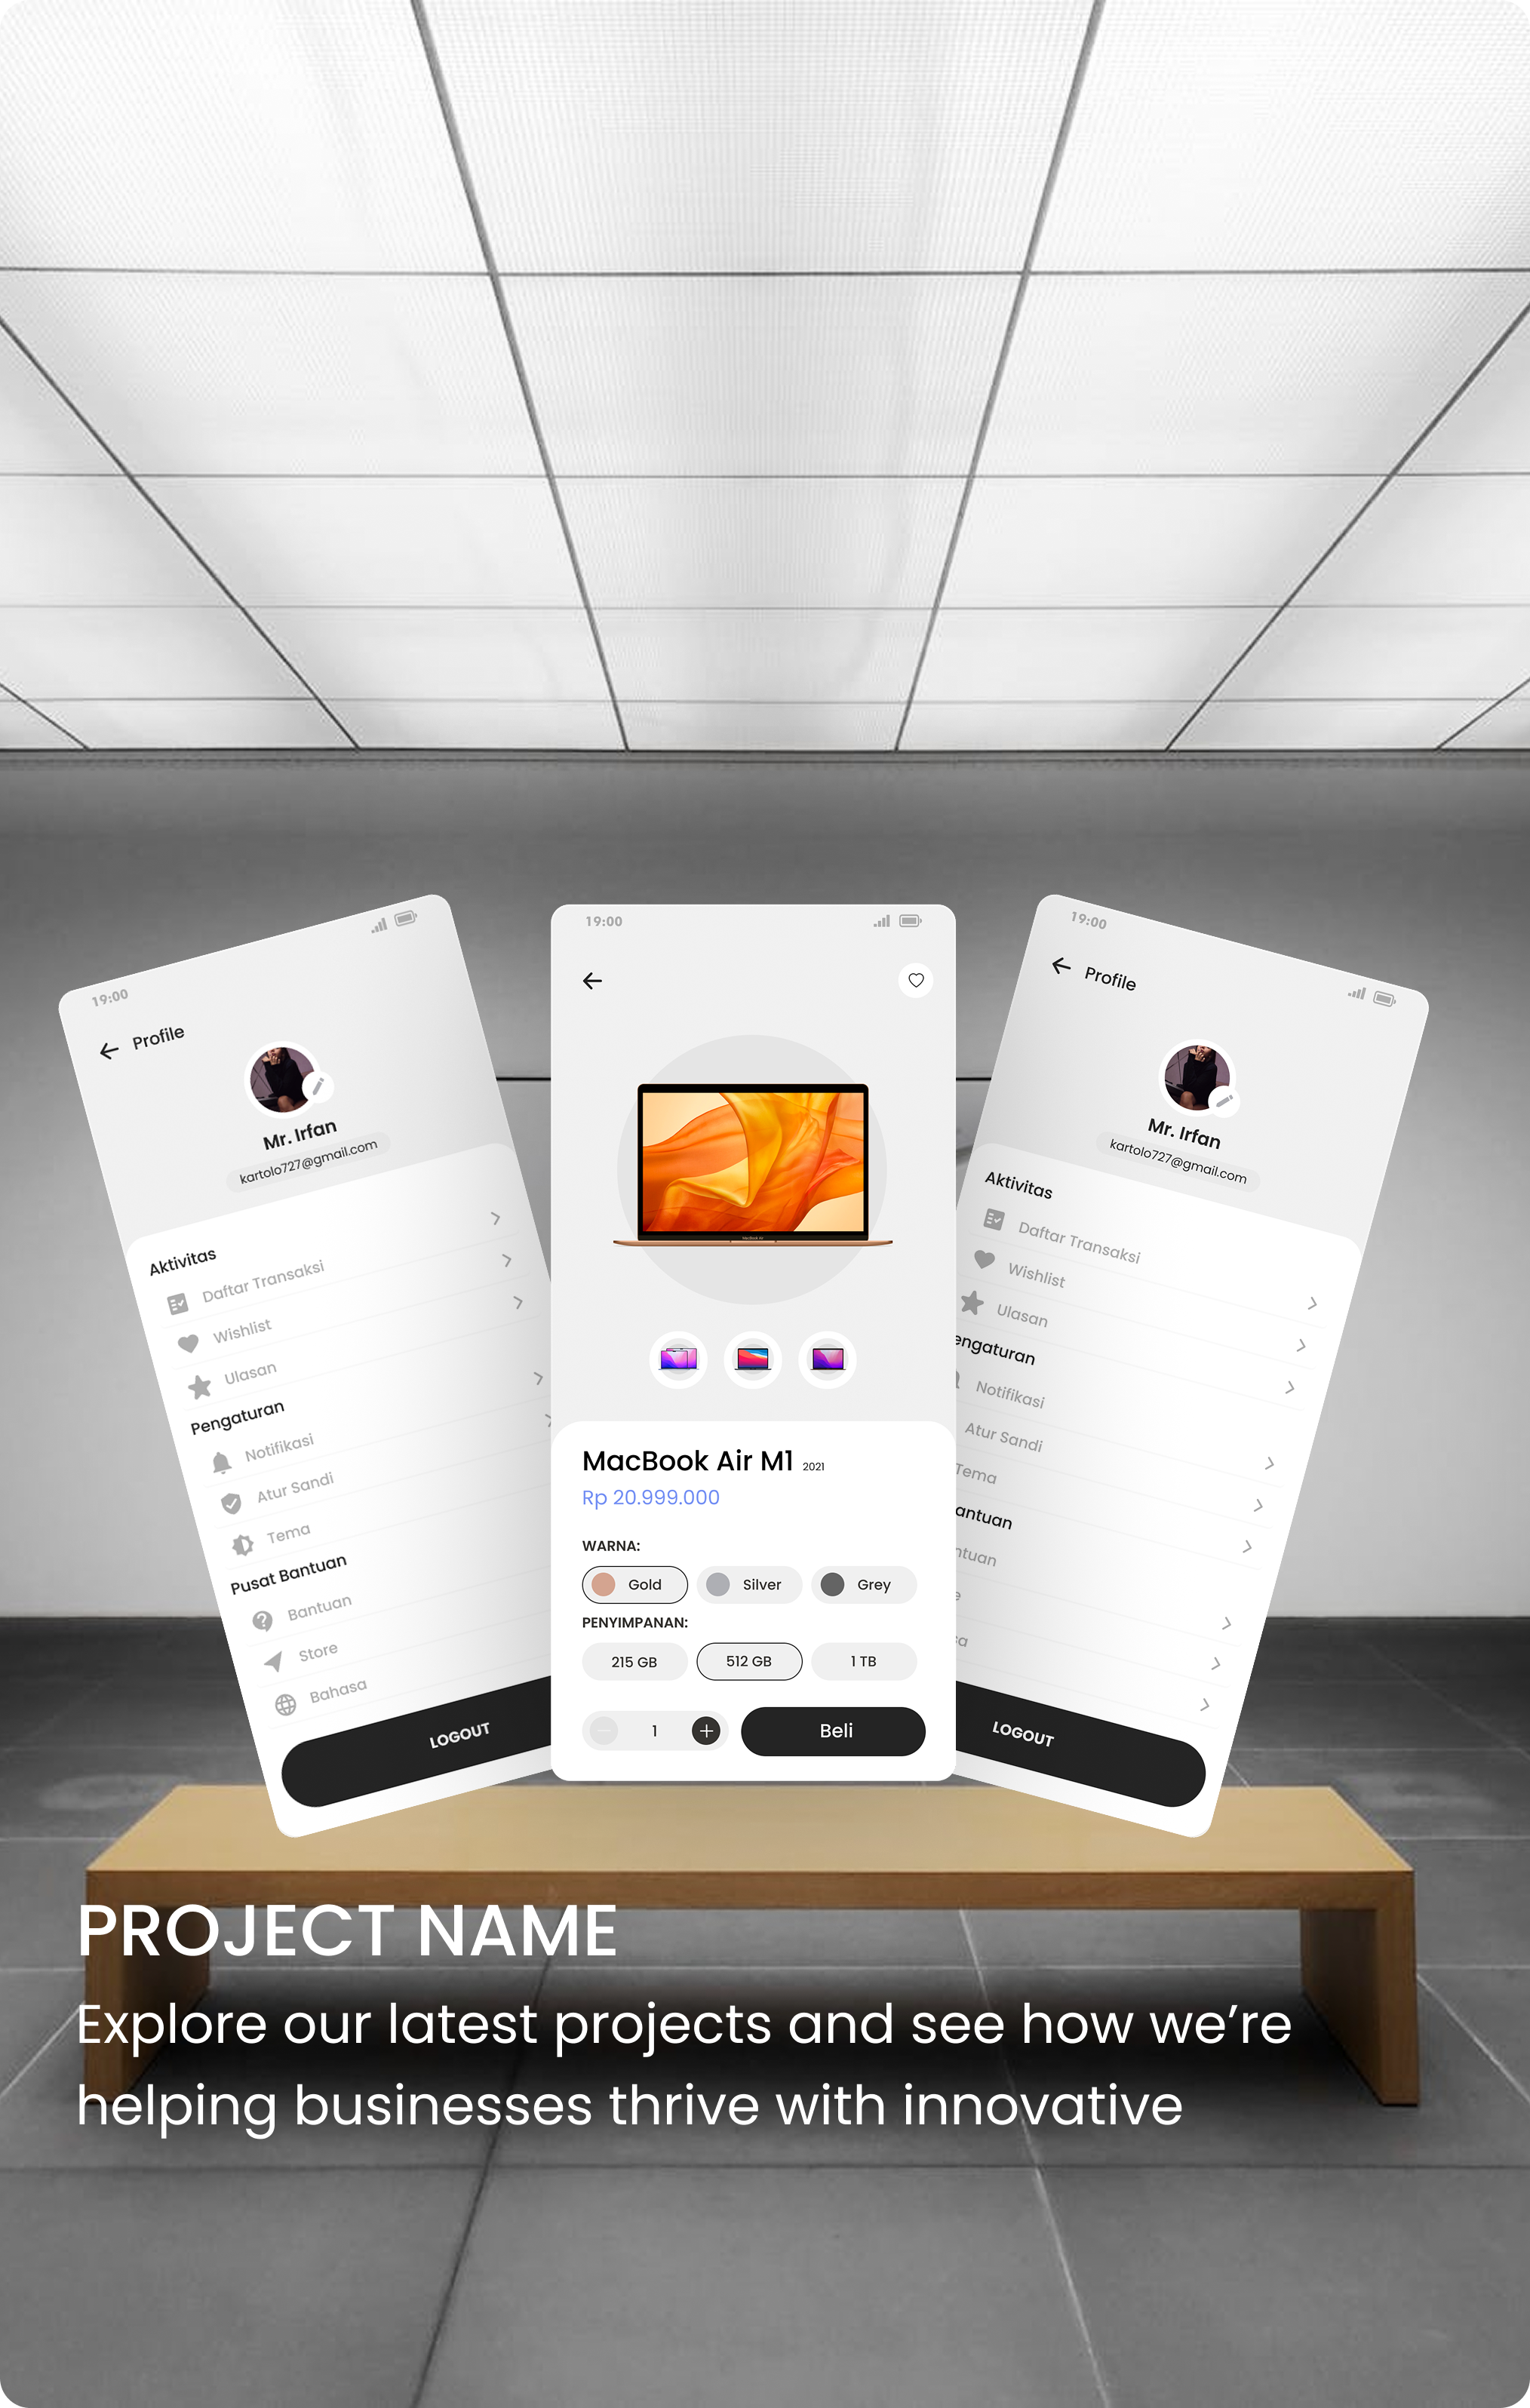 19:00
Profile
Mr. Irfan
kartolo727@gmail.com
Aktivitas
Daftar Transaksi
Wishlist
Ulasan
Pengaturan
Notifikasi
Atur Sandi
Tema
Pusat Bantuan
Bantuan
Store
Bahasa
LOGOUT
19:00
MacBook Air M1 2021
Rp 20.999.000
WARNA:
Gold Silver Grey
PENYIMPANAN:
215 GB 512 GB 1 TB
1 Beli
19:00
Profile
Mr. Irfan
kartolo727@gmail.com
Aktivitas
Daftar Transaksi
Wishlist
Ulasan
engaturan
Notifikasi
Atur Sandi
Tema
antuan
ntuan
e
sa
LOGOUT
PROJECT NAME
Explore our latest projects and see how we’re
helping businesses thrive with innovative